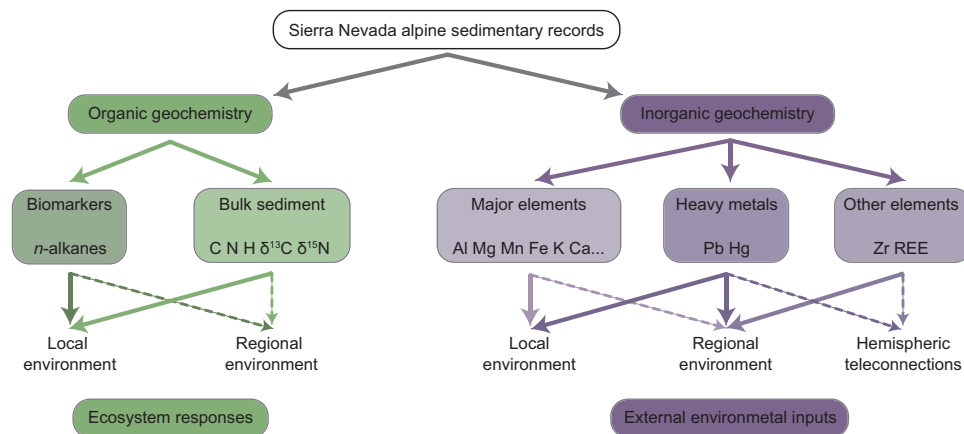 Sierra Nevada alpine sedimentary records
Organic geochemistry
Inorganic geochemistry
Biomarkers
n-alkanes
Bulk sediment
C N H δ¹³C δ¹⁵N
Major elements
Al Mg Mn Fe K Ca...
Heavy metals
Pb Hg
Other elements
Zr REE
Local
environment
Regional
environment
Local
environment
Regional
environment
Hemispheric
teleconnections
Ecosystem responses
External environmetal inputs